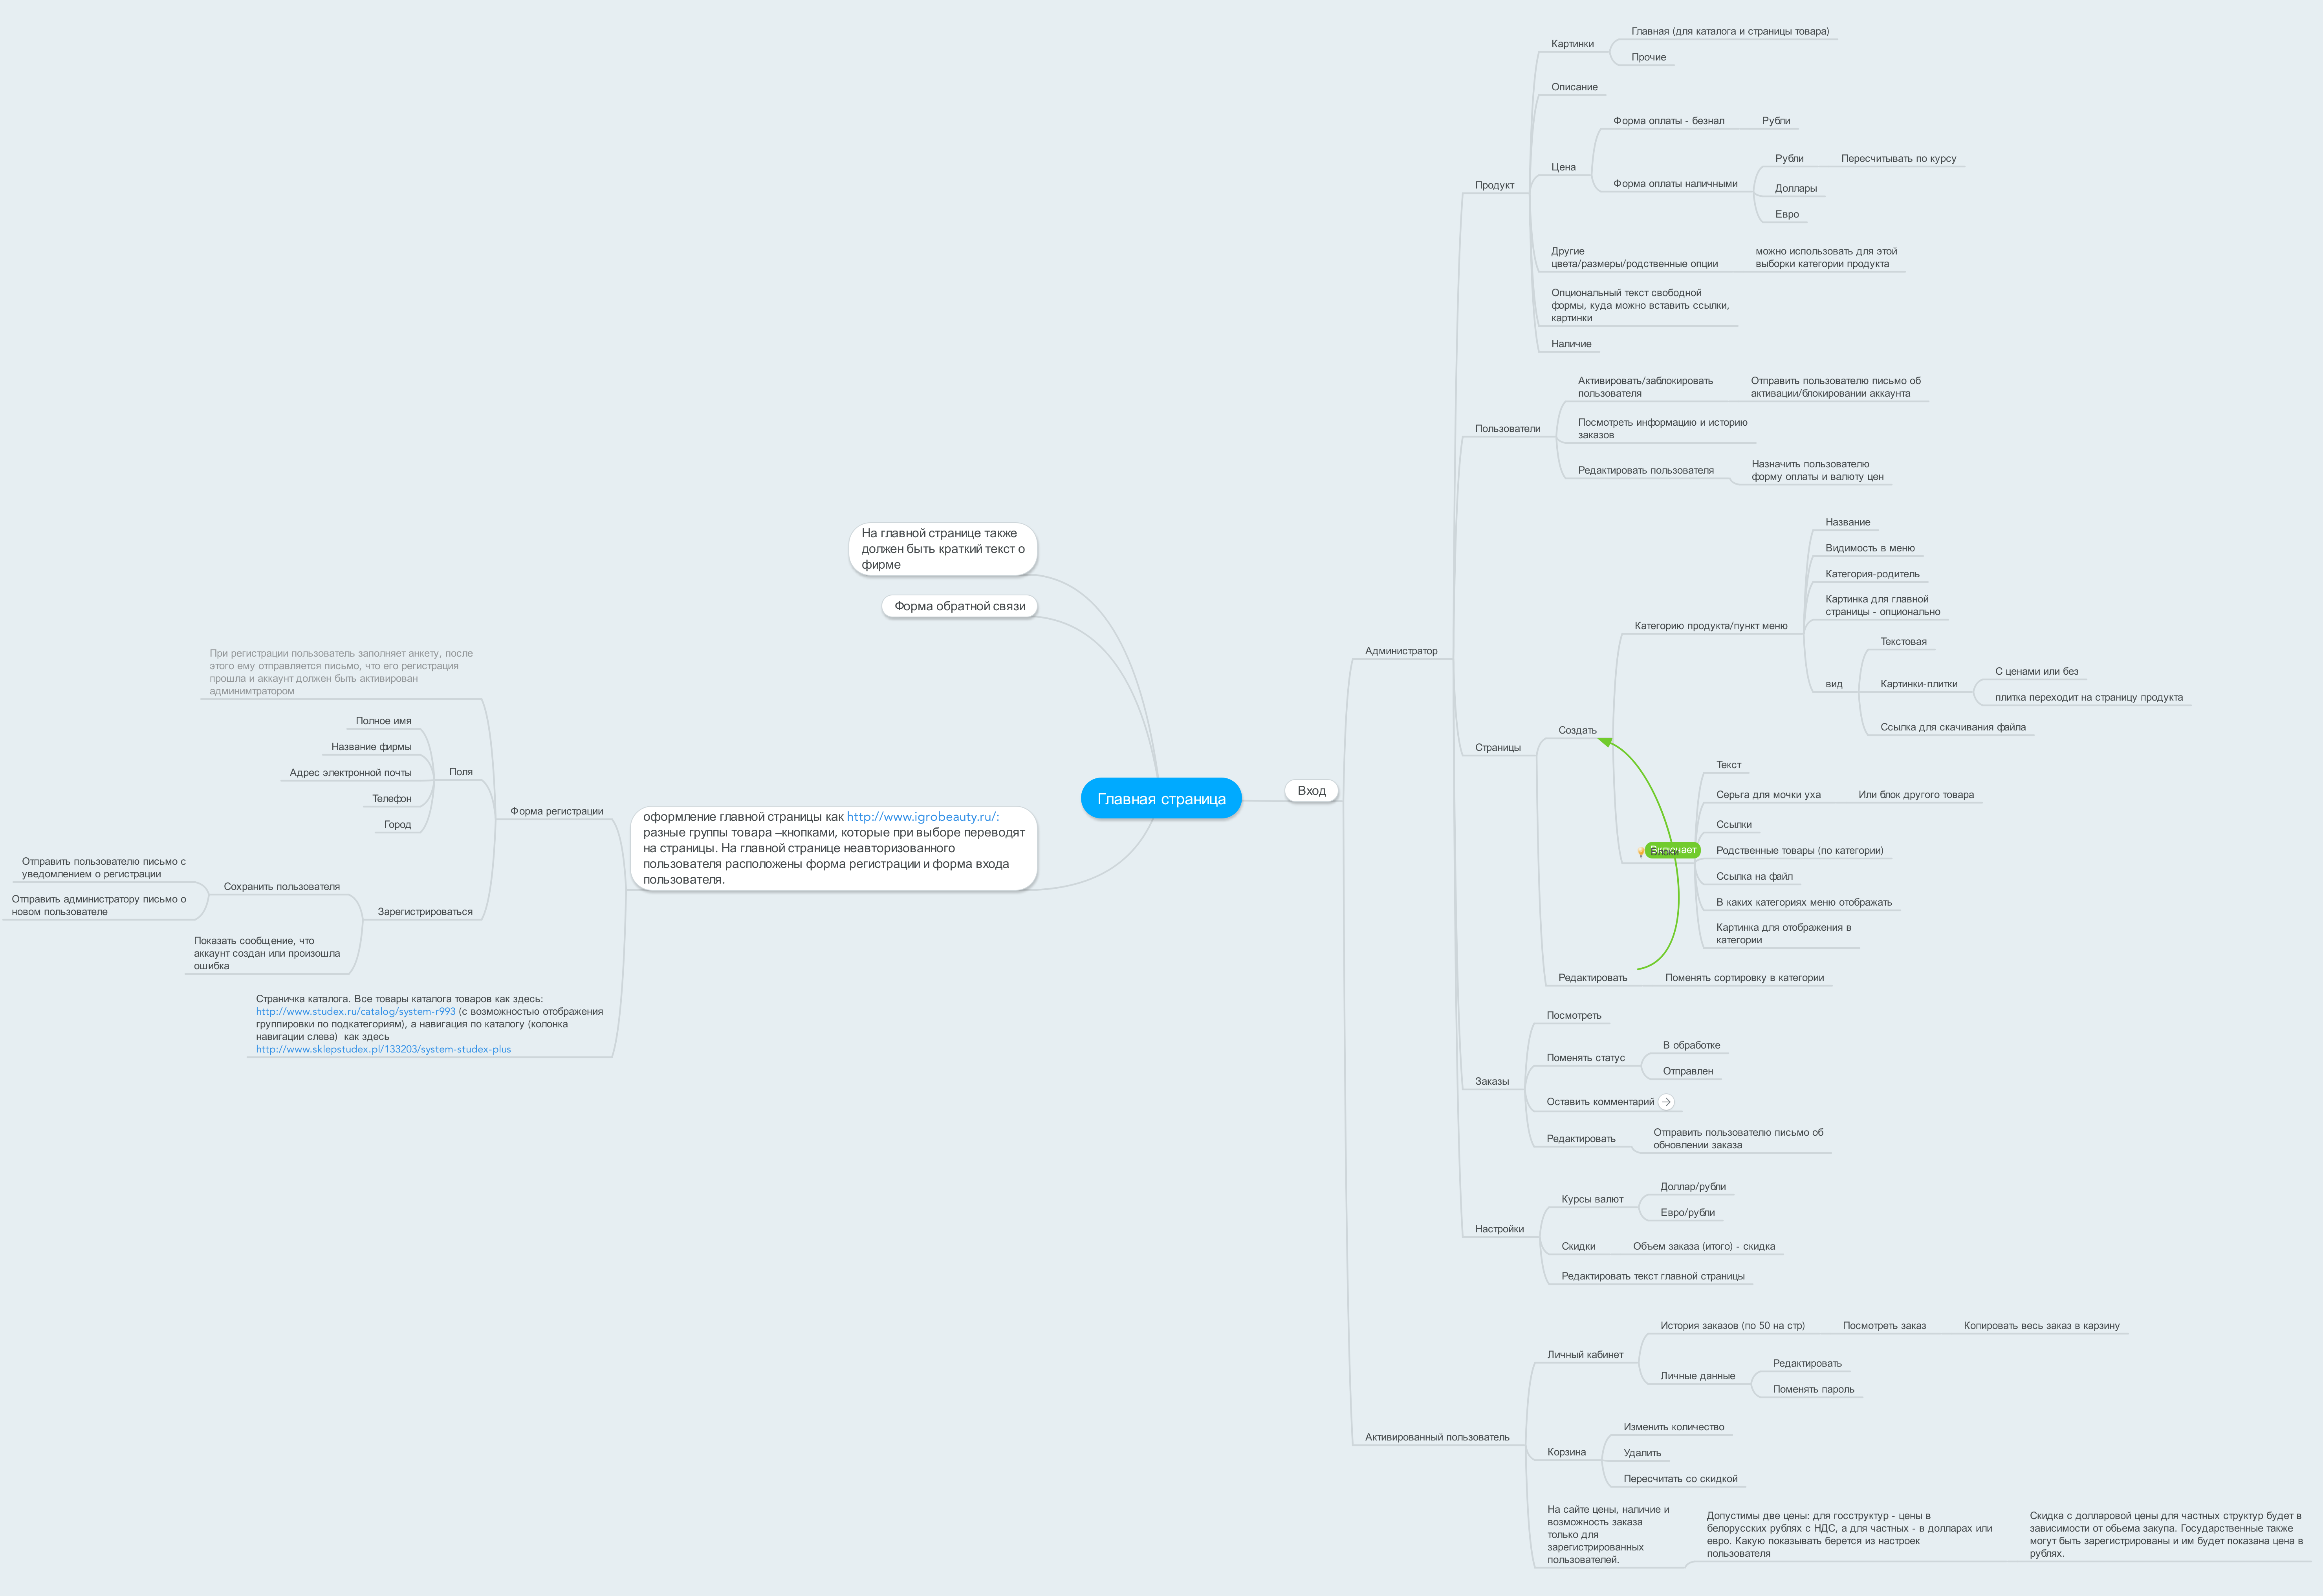 Главная страница
На главной странице также
должен быть краткий текст о
фирме
Форма обратной связи
оформление главной страницы как http://www.igrobeauty.ru/:
разные группы товара –кнопками, которые при выборе переводят
на страницы. На главной странице неавторизованного
пользователя расположены форма регистрации и форма входа
пользователя.
Форма регистрации
При регистрации пользователь заполняет анкету, после
этого ему отправляется письмо, что его регистрация
прошла и аккаунт должен быть активирован
админимтратором
Поля
Полное имя
Название фирмы
Адрес электронной почты
Телефон
Город
Зарегистрироваться
Сохранить пользователя
Отправить пользователю письмо с
уведомлением о регистрации
Отправить администратору письмо о
новом пользователе
Показать сообщение, что
аккаунт создан или произошла
ошибка
Страничка каталога. Все товары каталога товаров как здесь:
http://www.studex.ru/catalog/system-r993 (с возможностью отображения
группировки по подкатегориям), а навигация по каталогу (колонка
навигации слева)  как здесь
http://www.sklepstudex.pl/133203/system-studex-plus
Вход
Администратор
Продукт
Картинки
Главная (для каталога и страницы товара)
Прочие
Описание
Цена
Форма оплаты - безнал
Рубли
Форма оплаты наличными
Рубли
Пересчитывать по курсу
Доллары
Евро
Другие
цвета/размеры/родственные опции
можно использовать для этой
выборки категории продукта
Опциональный текст свободной
формы, куда можно вставить ссылки,
картинки
Наличие
Пользователи
Активировать/заблокировать
пользователя
Отправить пользователю письмо об
активации/блокировании аккаунта
Посмотреть информацию и историю
заказов
Редактировать пользователя
Назначить пользователю
форму оплаты и валюту цен
Страницы
Создать
Категорию продукта/пункт меню
Название
Видимость в меню
Категория-родитель
Картинка для главной
страницы - опционально
вид
Текстовая
Картинки-плитки
С ценами или без
плитка переходит на страницу продукта
Ссылка для скачивания файла
Включает
Блоки
Текст
Серьга для мочки уха
Или блок другого товара
Ссылки
Родственные товары (по категории)
Ссылка на файл
В каких категориях меню отображать
Картинка для отображения в
категории
Редактировать
Поменять сортировку в категории
Заказы
Посмотреть
Поменять статус
В обработке
Отправлен
Оставить комментарий
Редактировать
Отправить пользователю письмо об
обновлении заказа
Настройки
Курсы валют
Доллар/рубли
Евро/рубли
Скидки
Объем заказа (итого) - скидка
Редактировать текст главной страницы
Активированный пользователь
Личный кабинет
История заказов (по 50 на стр)
Посмотреть заказ
Копировать весь заказ в карзину
Личные данные
Редактировать
Поменять пароль
Корзина
Изменить количество
Удалить
Пересчитать со скидкой
На сайте цены, наличие и
возможность заказа
только для
зарегистрированных
пользователей.
Допустимы две цены: для госструктур - цены в
белорусских рублях с НДС, а для частных - в долларах или
евро. Какую показывать берется из настроек
пользователя
Скидка с долларовой цены для частных структур будет в
зависимости от обьема закупа. Государственные также
могут быть зарегистрированы и им будет показана цена в
рублях.